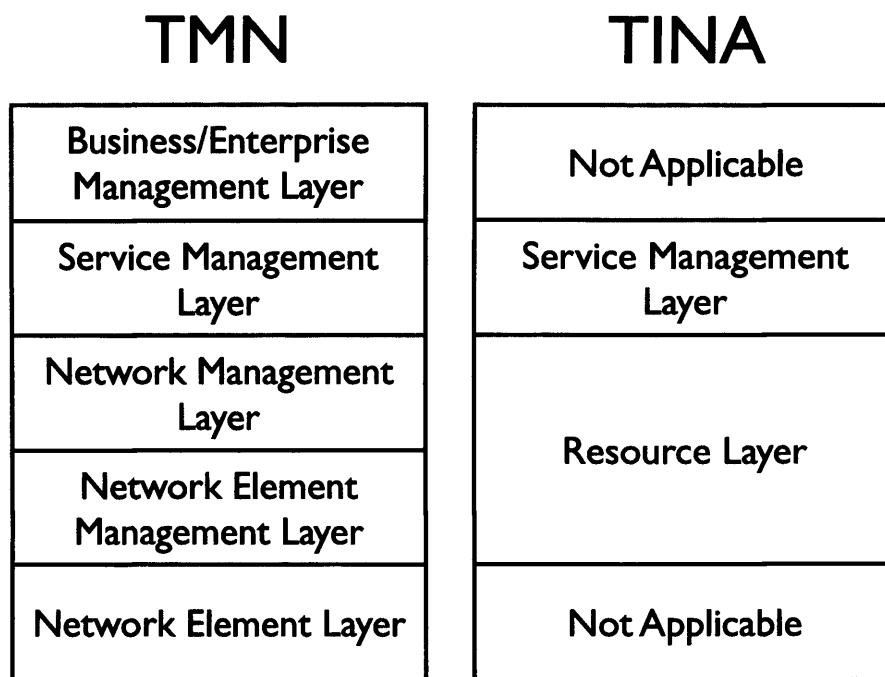 TMN
Business/Enterprise
Management Layer
Service Management
Layer
Network Management
Layer
Network Element
Management Layer
Network Element Layer
TINA
Not Applicable
Service Management
Layer
Resource Layer
Not Applicable